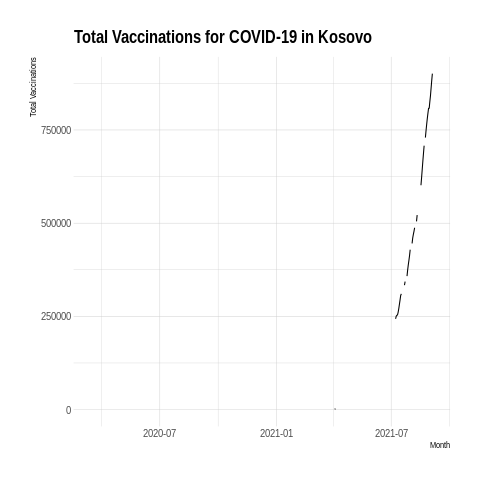 Total Vaccinations for COVID-19 in Kosovo
Total Vaccinations
750000
500000
250000
0
2020-07 2021-01 2021-07
Month